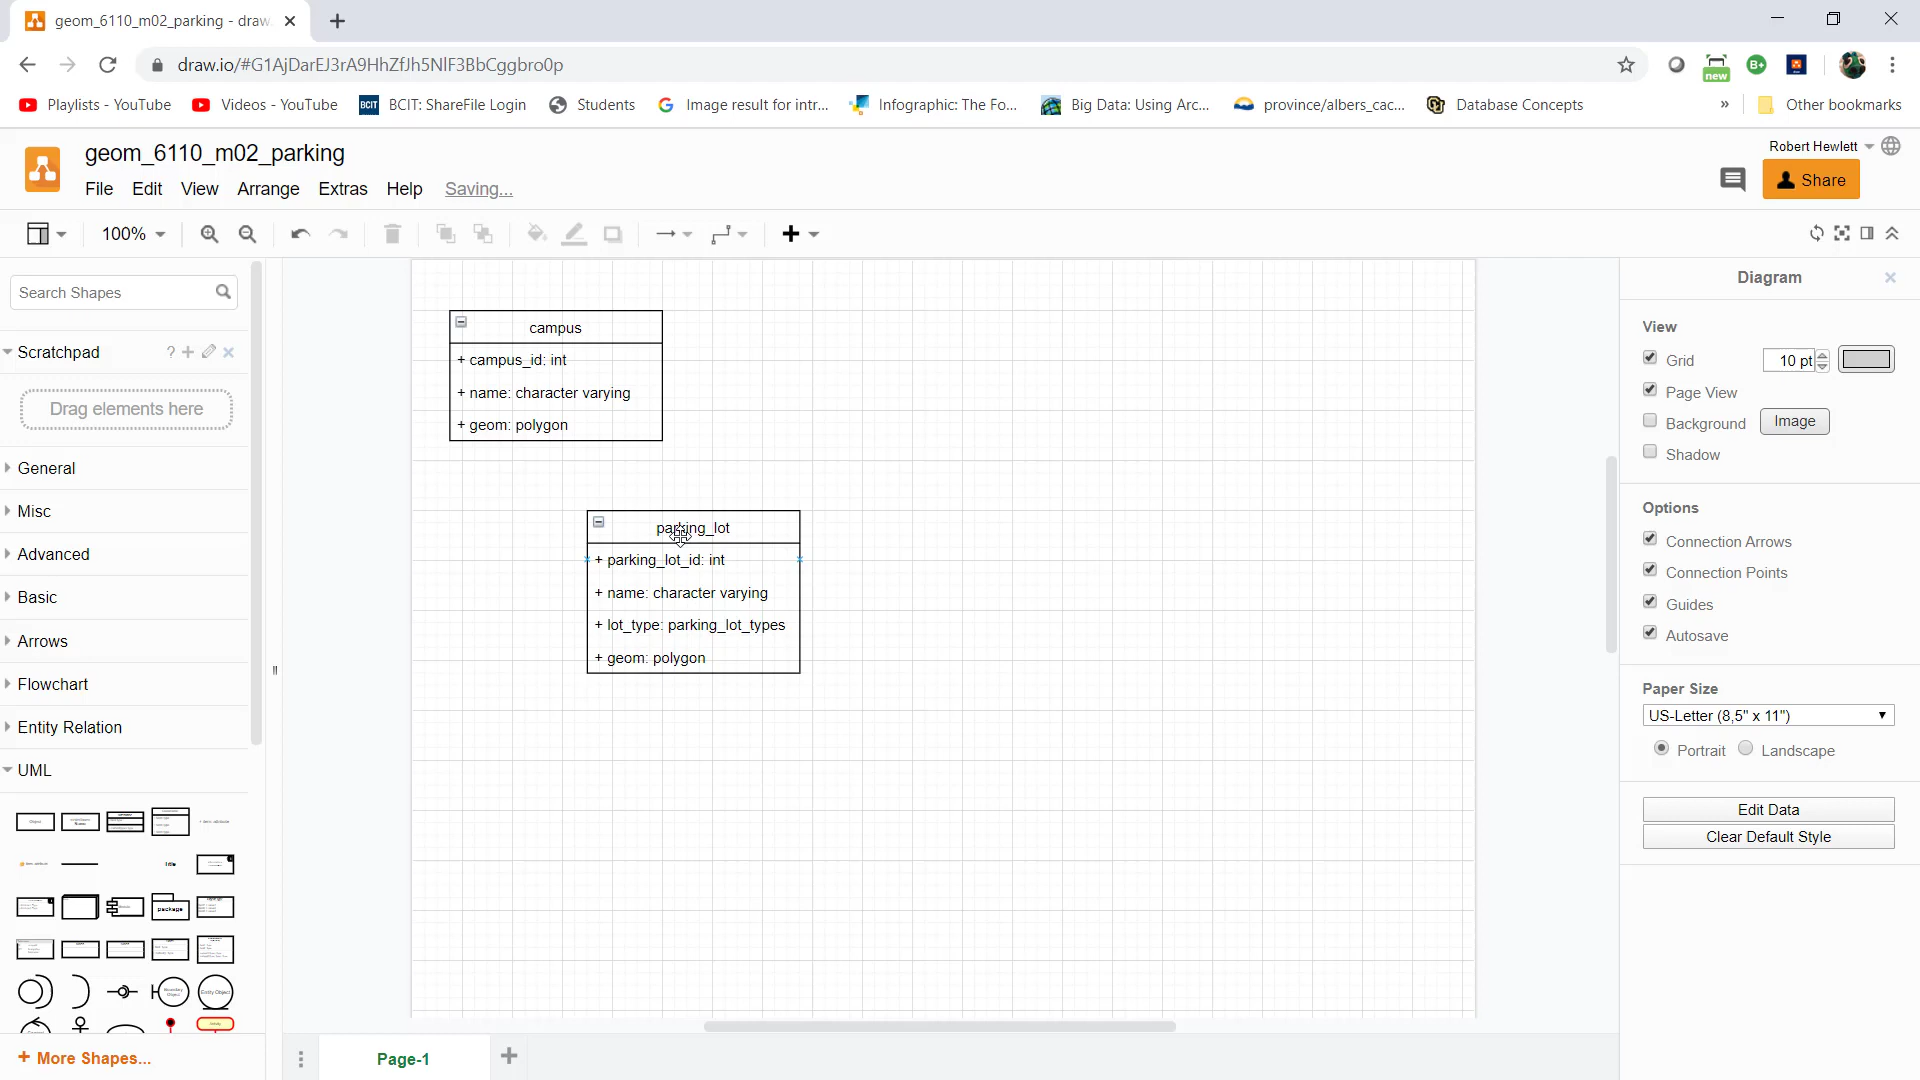 geom_6110_m02_parking - draw.
draw.io/#G1AjDarEJ3rA9HhZfJh5NlF3BbCggbro0p
new
B+
Playlists - YouTube
Videos - YouTube
BCIT
BCIT: ShareFile Login
Students
Image result for intr...
Infographic: The Fo...
Big Data: Using Arc...
province/albers_cac...
Database Concepts
»
Other bookmarks
geom_6110_m02_parking
Robert Hewlett
File Edit View Arrange Extras Help Saving...
Share
100%
Search Shapes
Scratchpad
?
Drag elements here
General
Misc
Advanced
Basic
Arrows
Flowchart
Entity Relation
UML
Title
package
+ More Shapes...
campus
+ campus_id: int
+ name: character varying
+ geom: polygon
parking_lot
+ parking_lot_id: int
+ name: character varying
+ lot_type: parking_lot_types
+ geom: polygon
Page-1
Diagram
View
Grid
10 pt
Page View
Background
Image
Shadow
Options
Connection Arrows
Connection Points
Guides
Autosave
Paper Size
US-Letter (8,5" x 11")
Portrait
Landscape
Edit Data
Clear Default Style